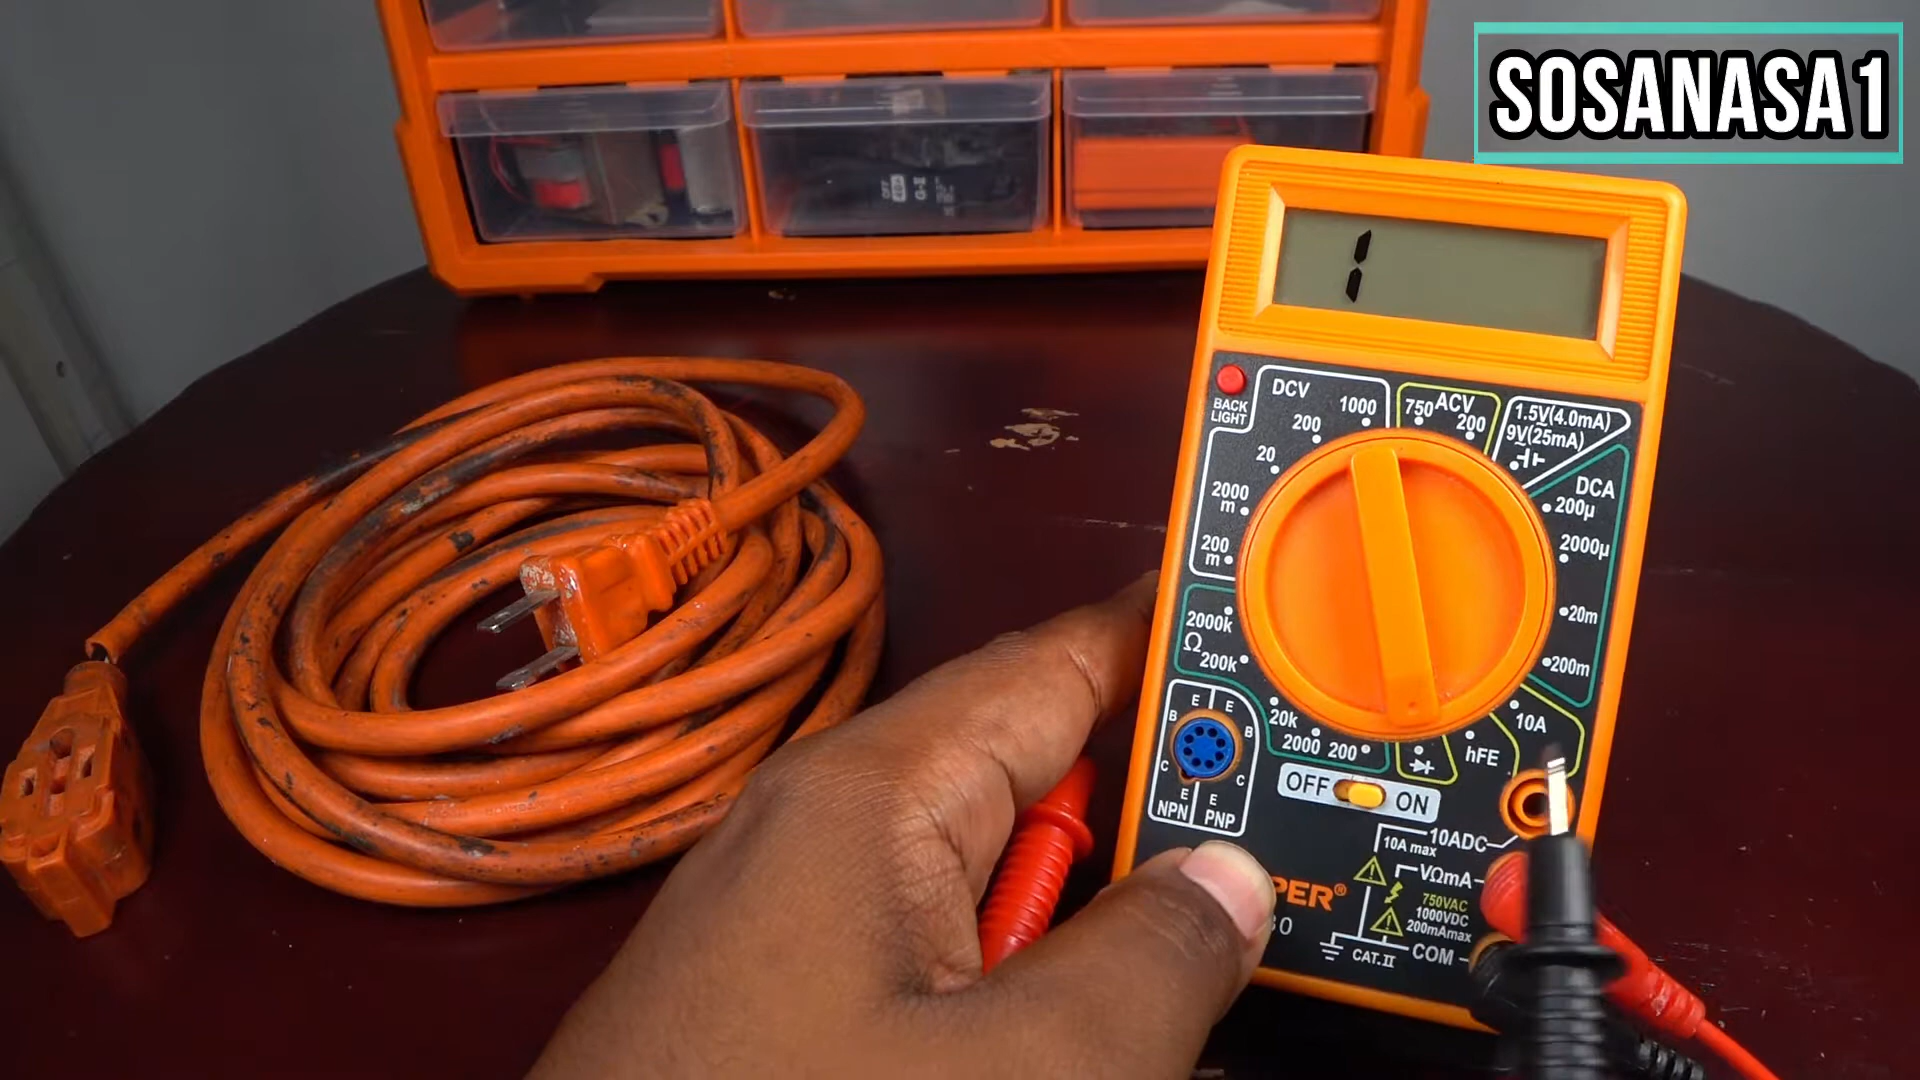 SOSANASA1
1
BACK
LIGHT
DCV
1000
200
20
2000
m
200
m
ACV
750
200
1.5V(4.0mA)
9V(25mA)
DCA
200µ
2000µ
20m
200m
10A
hFE
2000k
Ω
200k
20k
2000
200
E
E
B
B
C
C
E
E
NPN
PNP
OFF
ON
10ADC
10A max
VΩmA
750VAC
1000VDC
200mAmax
COM
CAT.II
PER®
OFF
G-II